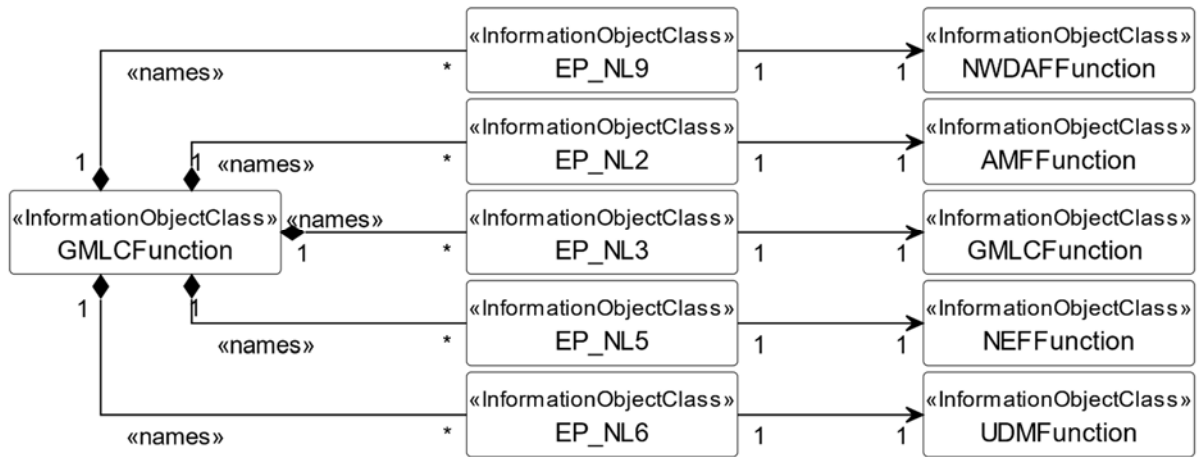 «InformationObjectClass»
EP_NL9
«InformationObjectClass»
NWDAFFunction
«names»
*
1
1
1
«InformationObjectClass»
EP_NL2
«InformationObjectClass»
AMFFunction
1
«names»
*
1
1
«InformationObjectClass»
GMLCFunction
«names»
1
*
«InformationObjectClass»
EP_NL3
1
1
«InformationObjectClass»
GMLCFunction
1
1
«names»
*
«InformationObjectClass»
EP_NL5
1
1
«InformationObjectClass»
NEFFunction
«names»
*
«InformationObjectClass»
EP_NL6
1
1
«InformationObjectClass»
UDMFunction